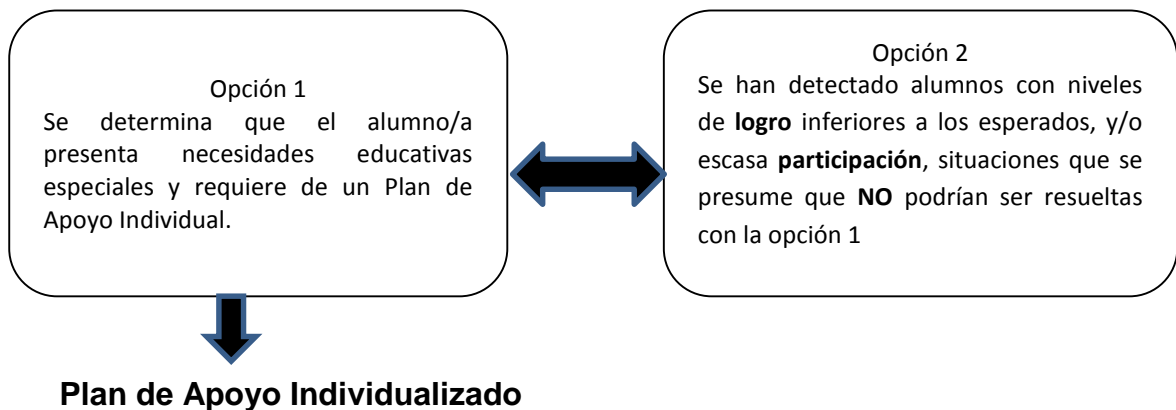 Opción 1
Se determina que el alumno/a
presenta necesidades educativas
especiales y requiere de un Plan de
Apoyo Individual.
Opción 2
Se han detectado alumnos con niveles
de logro inferiores a los esperados, y/o
escasa participación, situaciones que se
presume que NO podrían ser resueltas
con la opción 1
Plan de Apoyo Individualizado